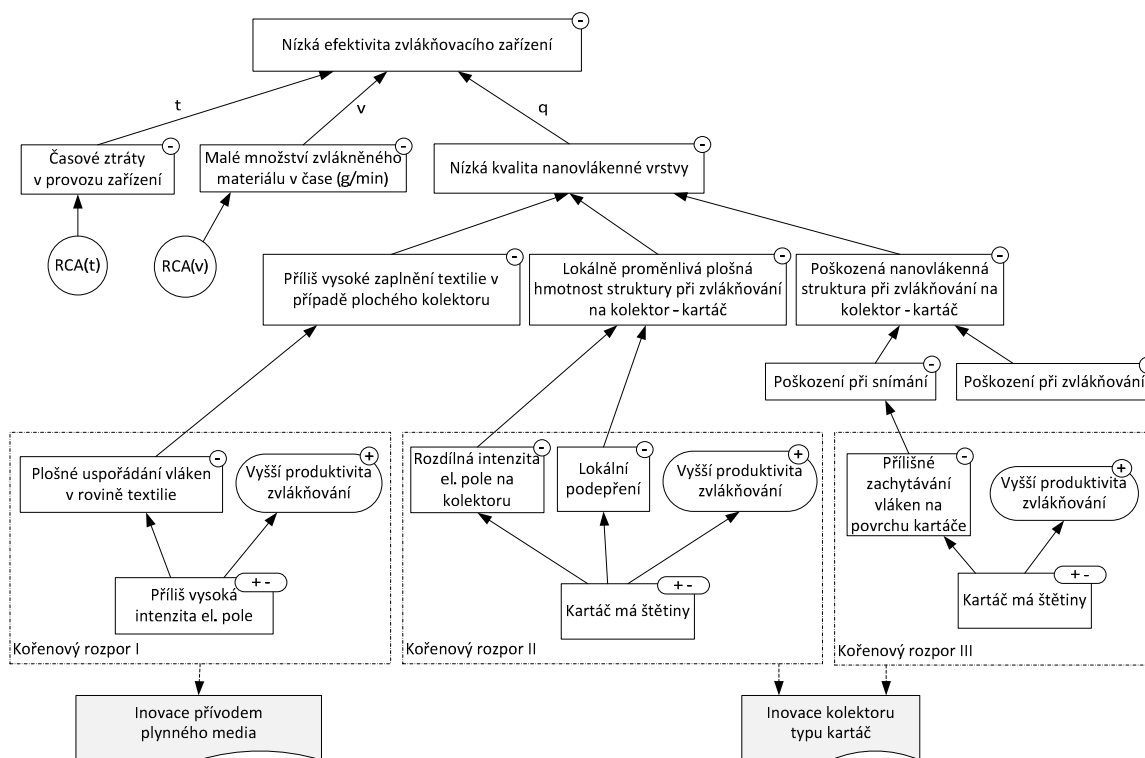 -
Nízká efektivita zvlákňovacího zařízení
t
v
q
-
Časové ztráty
v provozu zařízení
-
Malé množství zvlákněného
materiálu v čase (g/min)
-
Nízká kvalita nanovlákenné vrstvy
RCA(t)
RCA(v)
-
Příliš vysoké zaplnění textilie v
případě plochého kolektoru
-
Lokálně proměnlivá plošná
hmotnost struktury při zvlákňování
na kolektor - kartáč
-
Poškozená nanovlákenná
struktura při zvlákňování na
kolektor - kartáč
-
Poškození při snímání
-
Poškození při zvlákňování
-
Plošné uspořádání vláken
v rovině textilie
+
Vyšší produktivita
zvlákňování
-
Rozdílná intenzita
el. pole na
kolektoru
-
Lokální
podepření
+
Vyšší produktivita
zvlákňování
-
Přílišné
zachytávání
vláken na
povrchu kartáče
+
Vyšší produktivita
zvlákňování
+ -
Příliš vysoká
intenzita el. pole
+ -
Kartáč má štětiny
+ -
Kartáč má štětiny
Kořenový rozpor I
Kořenový rozpor II
Kořenový rozpor III
Inovace přívodem
plynného media
Inovace kolektoru
typu kartáč